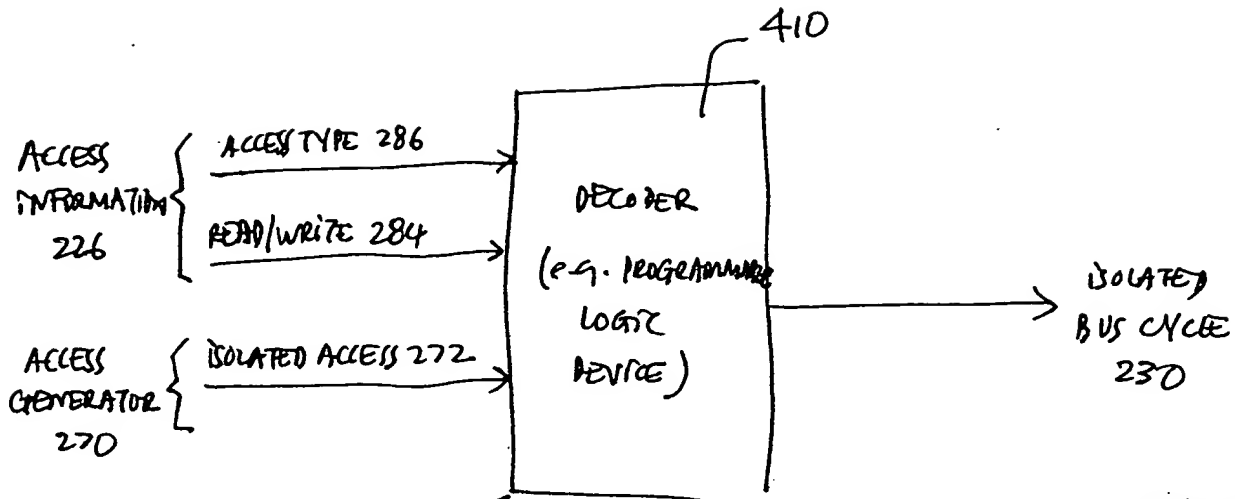 410
ACCESS TYPE 286
ACCESS
INFORMATION
226
READ/WRITE 284
DECODER
(e.g. PROGRAMMABLE
LOGIC
DEVICE)
ISOLATED
BUS CYCLE
230
ISOLATED ACCESS 272
ACCESS
GENERATOR
270